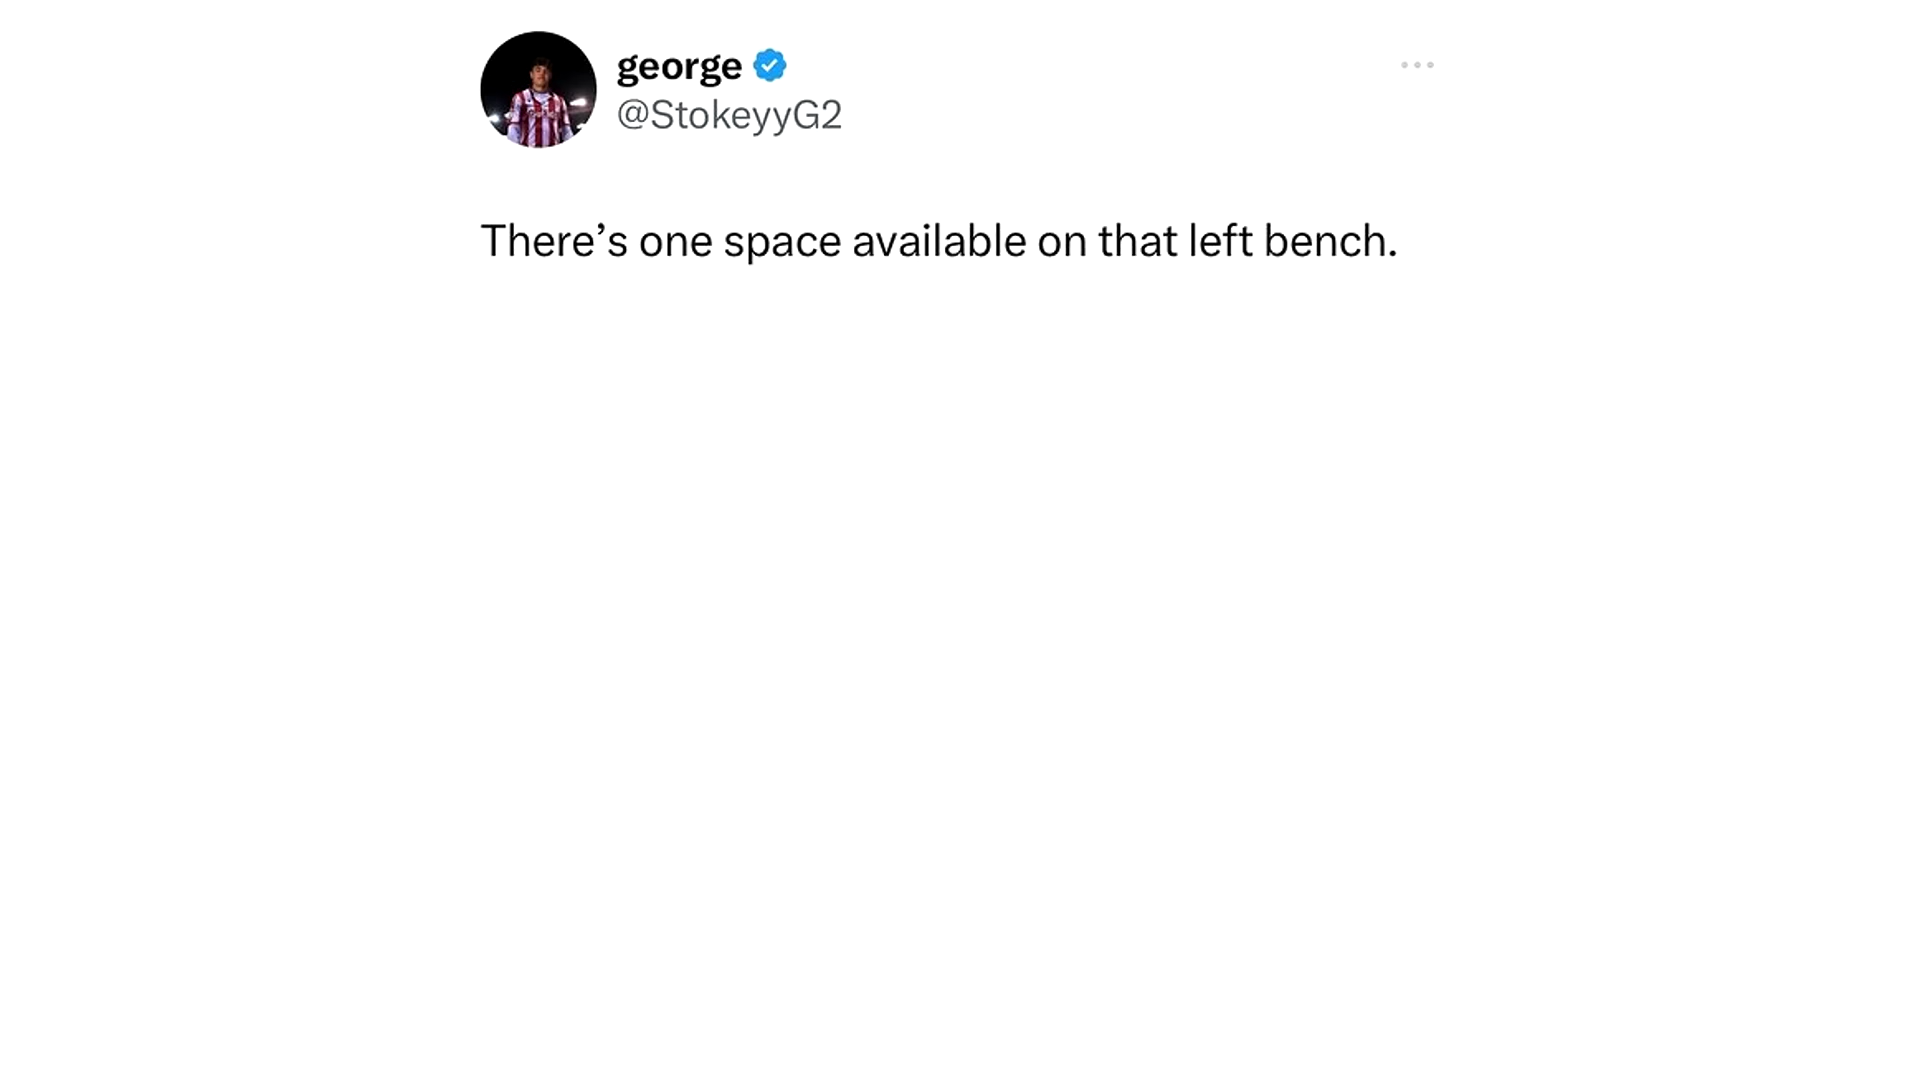 george
@StokeyyG2
There’s one space available on that left bench.